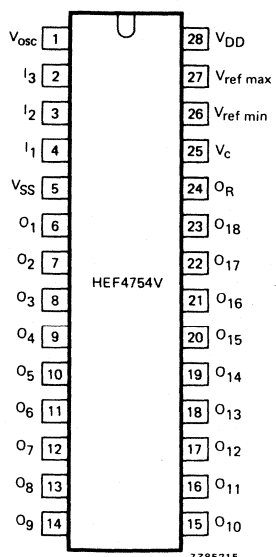 Vosc 1 28 VDD
I3 2 27 Vref max
I2 3 26 Vref min
I1 4 25 Vc
VSS 5 24 OR
O1 6 23 O18
O2 7 22 O17
HEF4754V
O3 8 21 O16
O4 9 20 O15
O5 10 19 O14
O6 11 18 O13
O7 12 17 O12
O8 13 16 O11
O9 14 15 O10
7Z85715